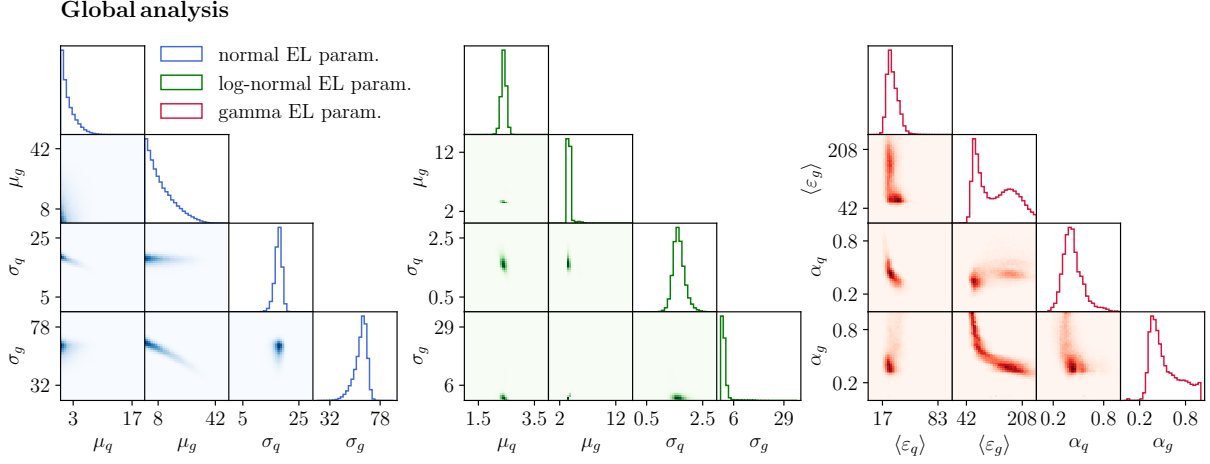 Global analysis
normal EL param.
log-normal EL param.
gamma EL param.
42
8
μ_g
25
5
σ_q
78
32
σ_g
3 17
μ_q
8 42
μ_g
5 25
σ_q
32 78
σ_g
12
2
μ_g
2.5
0.5
σ_q
29
6
σ_g
1.5 3.5
μ_q
2 12
μ_g
0.5 2.5
σ_q
6 29
σ_g
208
42
⟨ε_g⟩
0.8
0.2
α_q
0.8
0.2
α_g
17 83
⟨ε_q⟩
42 208
⟨ε_g⟩
0.2 0.8
α_q
0.2 0.8
α_g